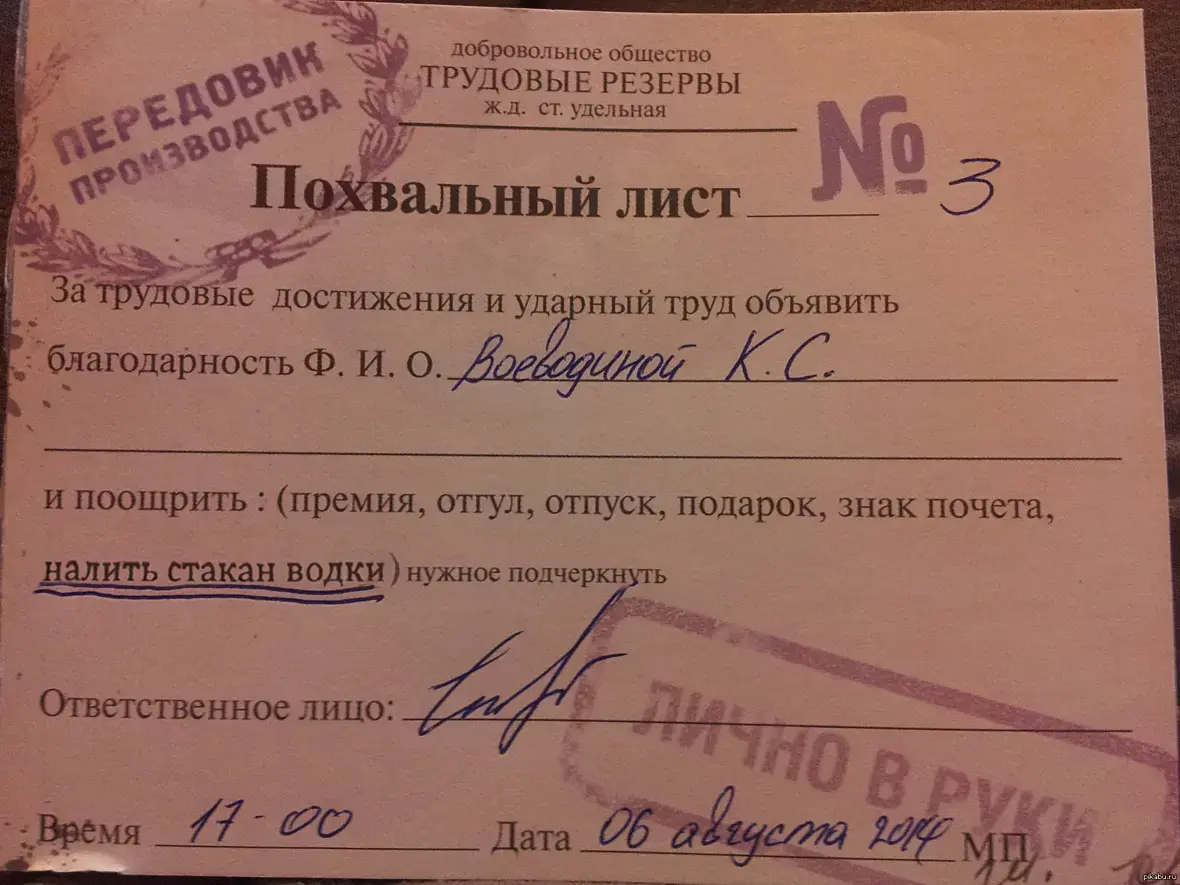 ПЕРЕДОВИК
ПРОИЗВОДСТВА
добровольное общество
ТРУДОВЫЕ РЕЗЕРВЫ
ж.д. ст. удельная
Похвальный лист № 3
За трудовые достижения и ударный труд объявить
благодарность Ф. И. О. Воеводиной К. С.
и поощрить : (премия, отгул, отпуск, подарок, знак почета,
налить стакан водки) нужное подчеркнуть
Ответственное лицо:
ЛИЧНО В РУКИ
Время 17-00 Дата 06 августа 2014 МП
pikabu.ru